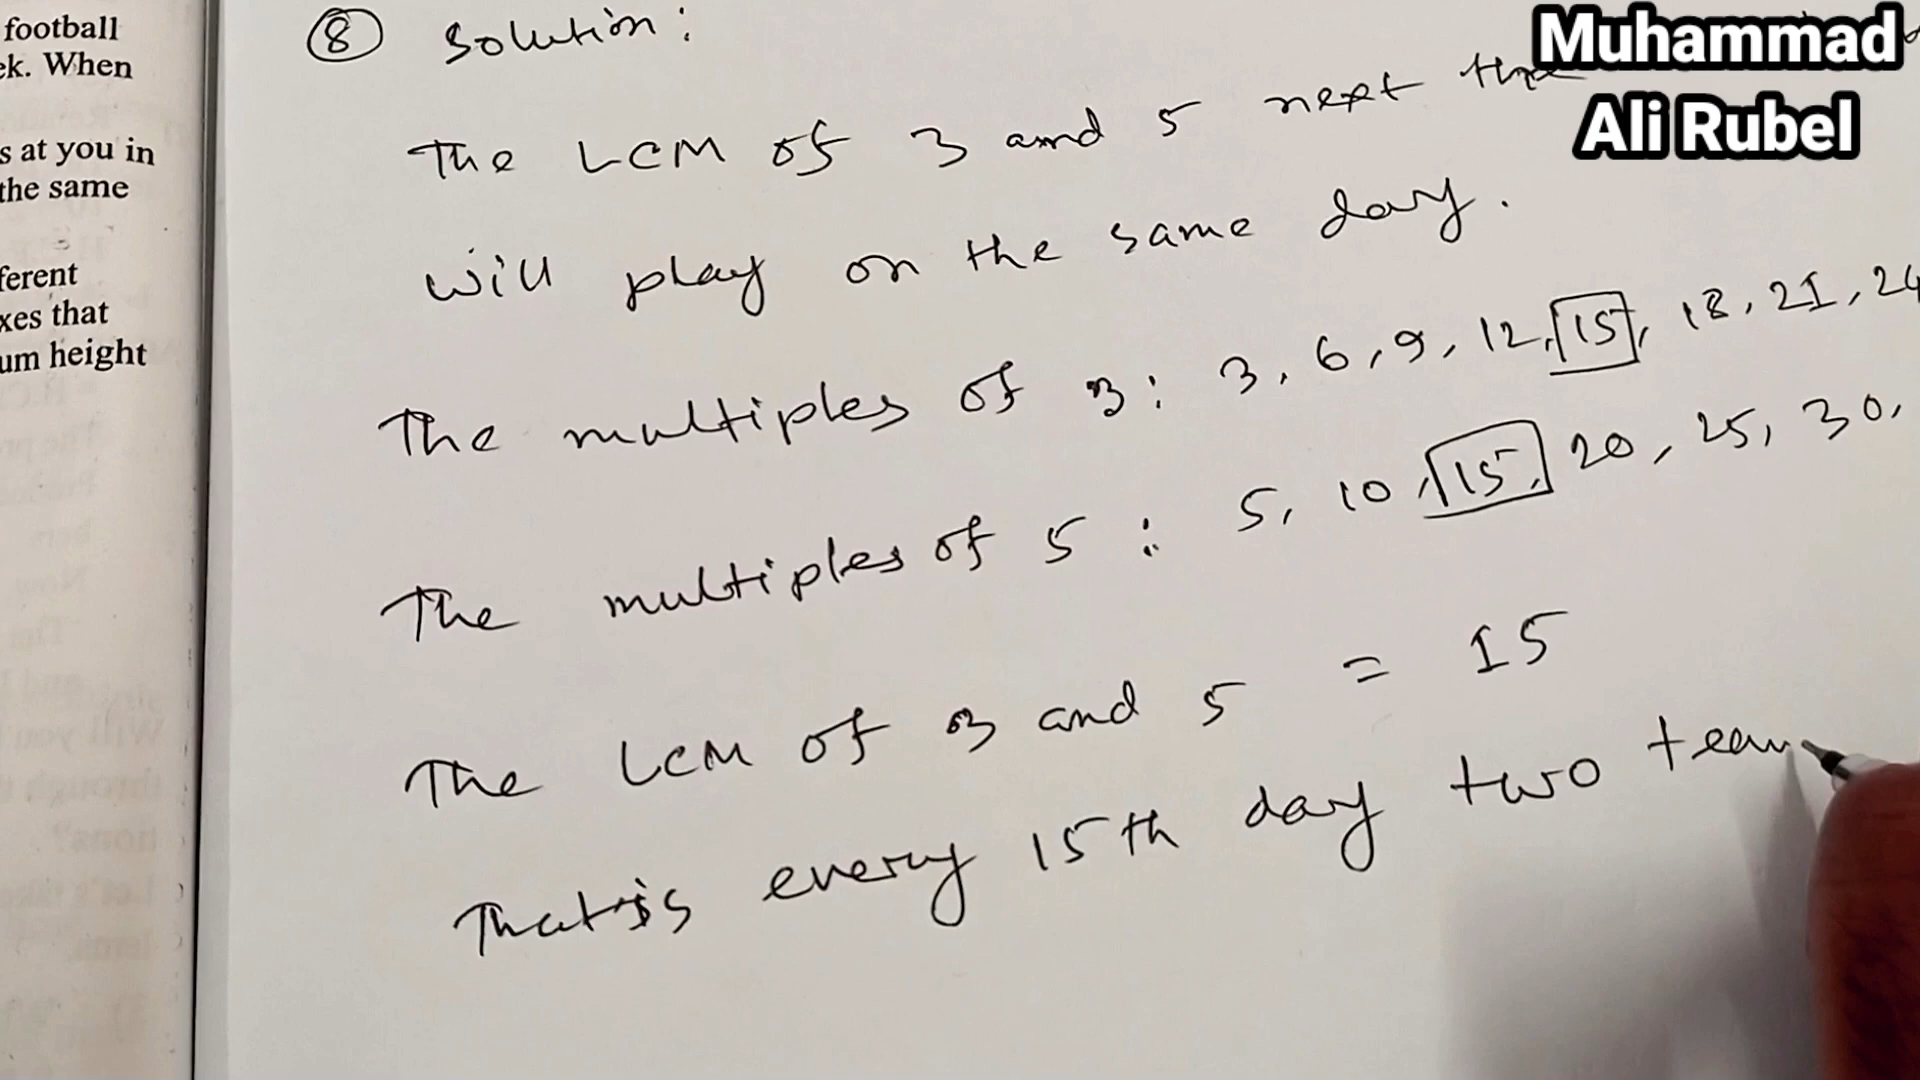 football
ek. When
s at you in
the same
ferent
xes that
um height
⑧ Solution:
The LCM of 3 and 5 next the
will play on the same day.
The multiples of 3: 3, 6, 9, 12, 15, 18, 21, 24
The multiples of 5: 5, 10, 15, 20, 25, 30,
The LCM of 3 and 5 = 15
That is every 15th day two team
Muhammad
Ali Rubel